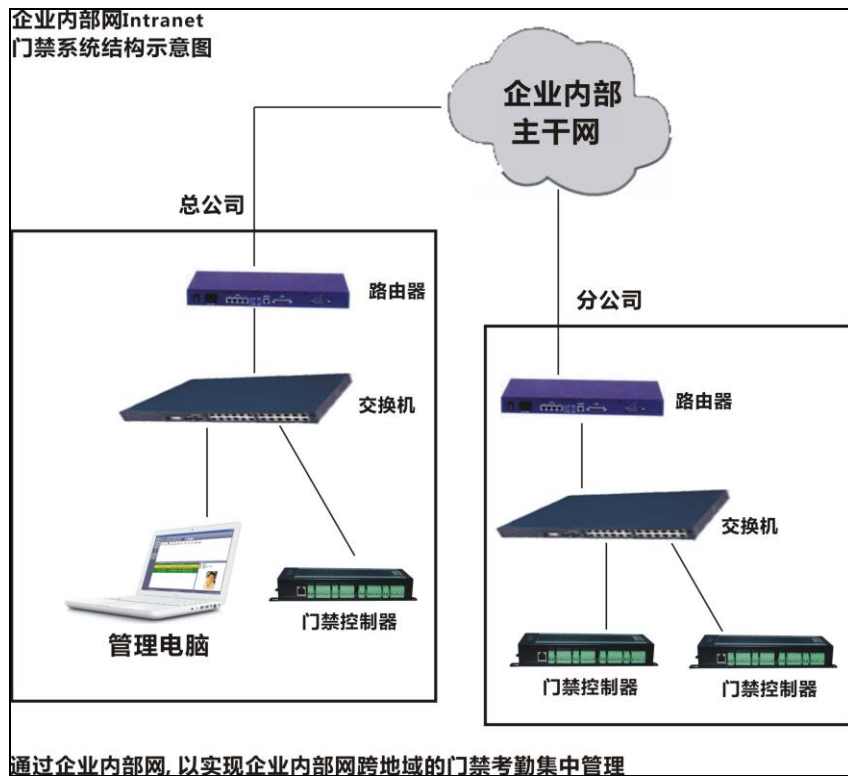 企业内部网Intranet
门禁系统结构示意图
企业内部
主干网
总公司
路由器
分公司
交换机
路由器
交换机
门禁控制器
管理电脑
门禁控制器
门禁控制器
通过企业内部网, 以实现企业内部网跨地域的门禁考勤集中管理